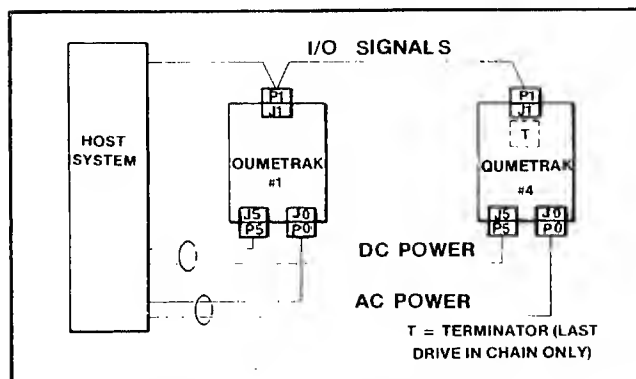 I/O SIGNALS
HOST
SYSTEM
P1
J1
OUMETRAK
#1
J5
P5
J0
P0
P1
J1
T
QUMETRAK
#4
J5
P5
J0
P0
DC POWER
AC POWER
T = TERMINATOR (LAST
DRIVE IN CHAIN ONLY)